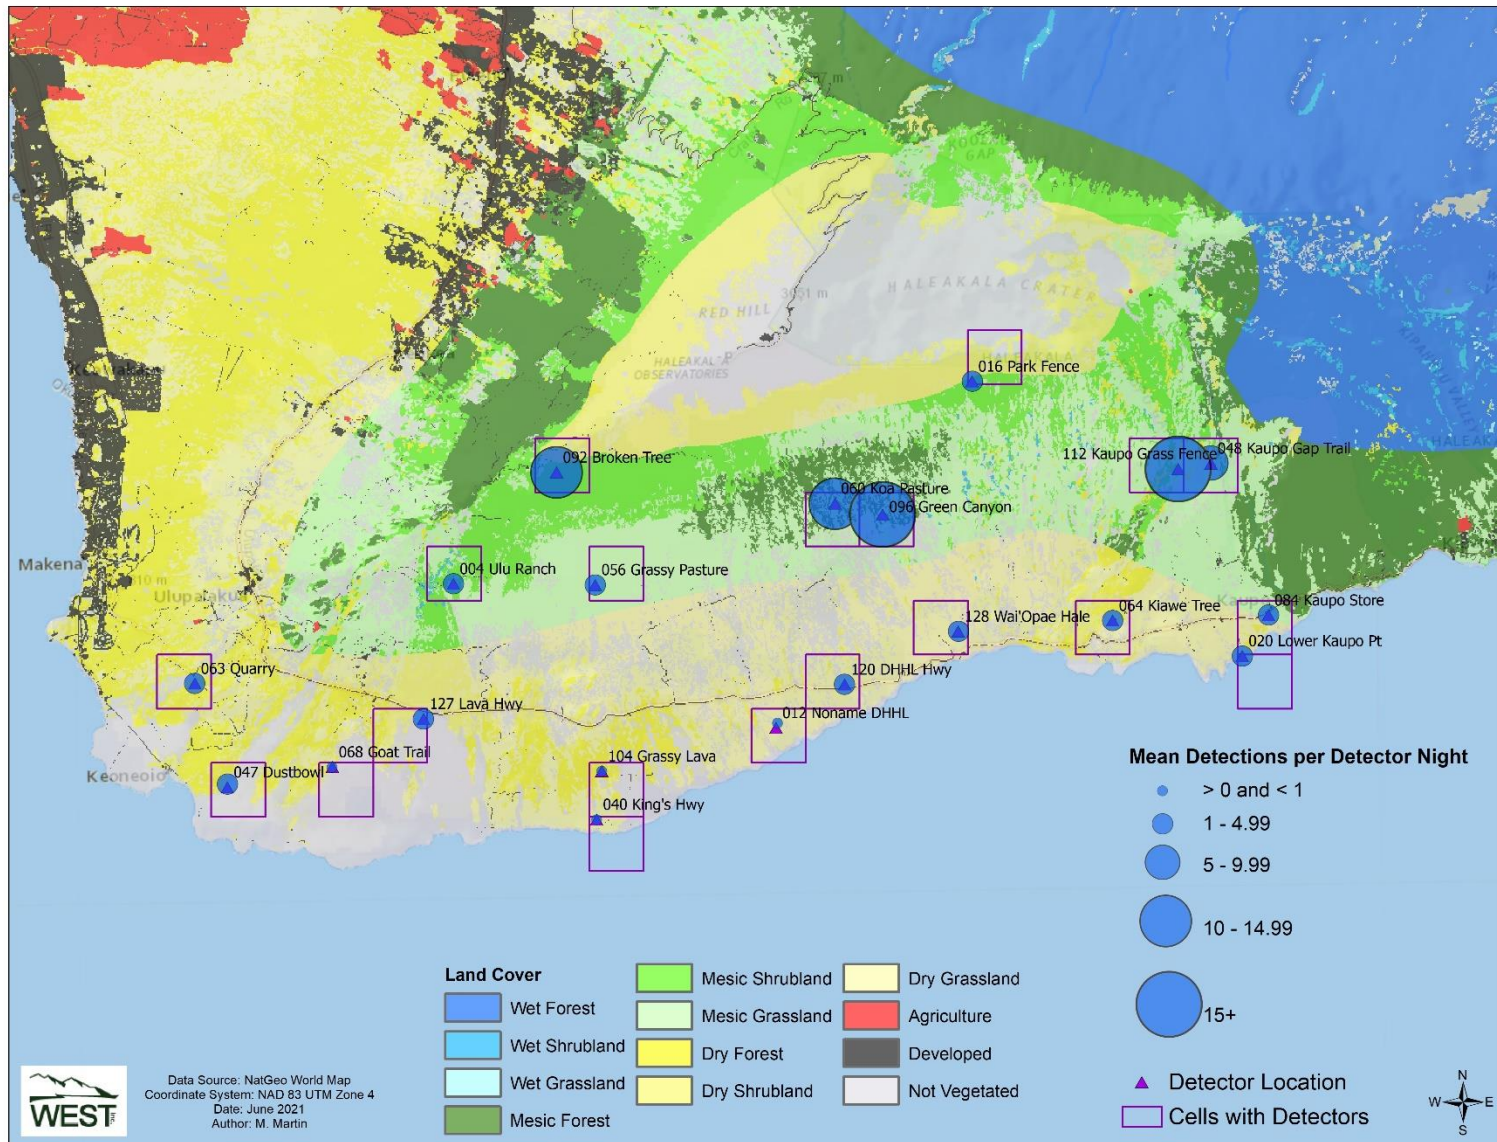 KOOLAU
GAP
RED HILL
3051 m
HALEAKALA CRATER
HALEAKALA
OBSERVATORIES
HALEAKALA
016 Park Fence
092 Broken Tree
112 Kaupo Grass Fence
048 Kaupo Gap Trail
060 Koa Pasture
096 Green Canyon
KIPAHULU VALLEY
HALEAKA
Makena
004 Ulu Ranch
056 Grassy Pasture
Ulupalakua
128 Wai'Opae Hale
064 Kiawe Tree
084 Kaupo Store
020 Lower Kaupo Pt
063 Quarry
120 DHHL Hwy
127 Lava Hwy
012 Noname DHHL
068 Goat Trail
104 Grassy Lava
Keoneoio
047 Dustbowl
040 King's Hwy
Mean Detections per Detector Night
> 0 and < 1
1 - 4.99
5 - 9.99
10 - 14.99
15+
Detector Location
Cells with Detectors
Land Cover
Wet Forest
Wet Shrubland
Wet Grassland
Mesic Forest
Mesic Shrubland
Mesic Grassland
Dry Forest
Dry Shrubland
Dry Grassland
Agriculture
Developed
Not Vegetated
WEST Inc.
Data Source: NatGeo World Map
Coordinate System: NAD 83 UTM Zone 4
Date: June 2021
Author: M. Martin
N
W
E
S